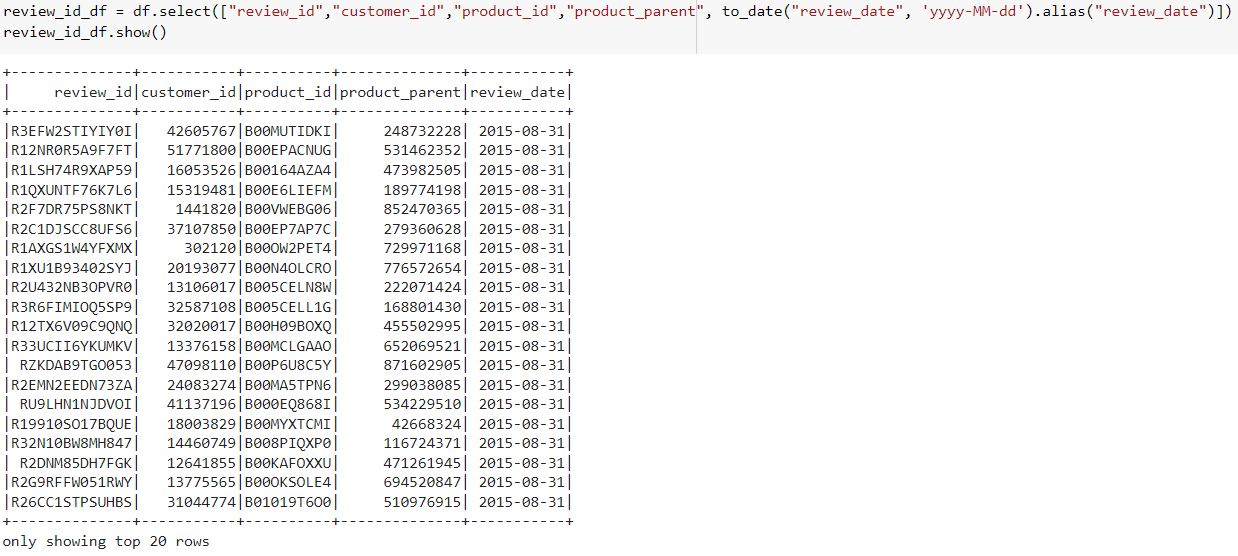 review_id_df = df.select(["review_id","customer_id","product_id","product_parent", to_date("review_date", 'yyyy-MM-dd').alias("review_date")])
review_id_df.show()
+--------------+-----------+----------+--------------+-----------+
|     review_id|customer_id|product_id|product_parent|review_date|
+--------------+-----------+----------+--------------+-----------+
|R3EFW2STIYIY0I|   42605767|B00MUTIDKI|     248732228| 2015-08-31|
|R12NR0R5A9F7FT|   51771800|B00EPACNUG|     531462352| 2015-08-31|
|R1LSH74R9XAP59|   16053526|B00164AZA4|     473982505| 2015-08-31|
|R1QXUNTF76K7L6|   15319481|B00E6LIEFM|     189774198| 2015-08-31|
|R2F7DR75PS8NKT|    1441820|B00VWEBG06|     852470365| 2015-08-31|
|R2C1DJSCC8UFS6|   37107850|B00EP7AP7C|     279360628| 2015-08-31|
|R1AXGS1W4YFXMX|     302120|B00OW2PET4|     729971168| 2015-08-31|
|R1XU1B93402SYJ|   20193077|B00N4OLCRO|     776572654| 2015-08-31|
|R2U432NB3OPVR0|   13106017|B005CELN8W|     222071424| 2015-08-31|
|R3R6FIMIOQ5SP9|   32587108|B005CELL1G|     168801430| 2015-08-31|
|R12TX6V09C9QNQ|   32020017|B00H09BOXQ|     455502995| 2015-08-31|
|R33UCII6YKUMKV|   13376158|B00MCLGAAO|     652069521| 2015-08-31|
| RZKDAB9TGO053|   47098110|B00P6U8C5Y|     871602905| 2015-08-31|
|R2EMN2EEDN73ZA|   24083274|B00MA5TPN6|     299038085| 2015-08-31|
| RU9LHN1NJDVOI|   41137196|B000EQ868I|     534229510| 2015-08-31|
|R19910SO17BQUE|   18003829|B00MYXTCMI|      42668324| 2015-08-31|
|R32N10BW8MH847|   14460749|B008PIQXP0|     116724371| 2015-08-31|
| R2DNM85DH7FGK|   12641855|B00KAFOXXU|     471261945| 2015-08-31|
|R2G9RFFW051RWY|   13775565|B00OKSOLE4|     694520847| 2015-08-31|
|R26CC1STPSUHBS|   31044774|B01019T6O0|     510976915| 2015-08-31|
+--------------+-----------+----------+--------------+-----------+
only showing top 20 rows